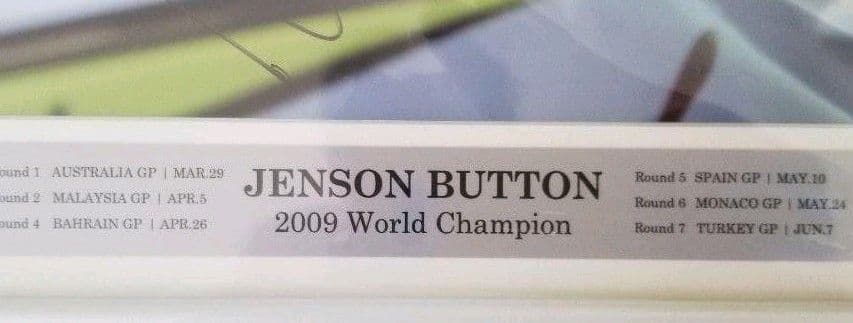 ound 1 AUSTRALIA GP | MAR.29
ound 2 MALAYSIA GP | APR.5
ound 4 BAHRAIN GP | APR.26
JENSON BUTTON
2009 World Champion
Round 5 SPAIN GP | MAY.10
Round 6 MONACO GP | MAY.24
Round 7 TURKEY GP | JUN.7